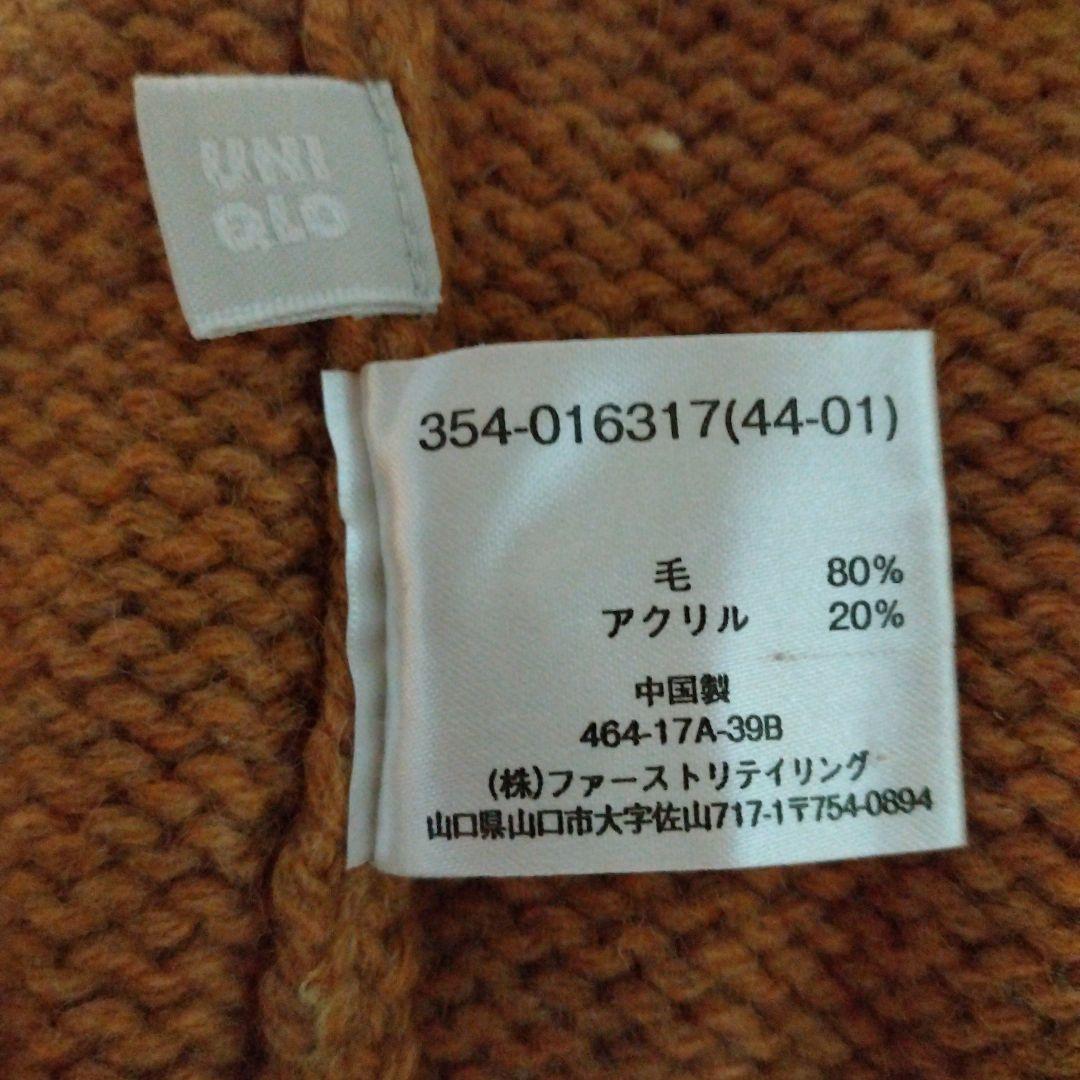 UNI
QLO
354-016317(44-01)
毛 80%
アクリル 20%
中国製
464-17A-39B
(株)ファーストリテイリング
山口県山口市大字佐山717-1〒754-0894